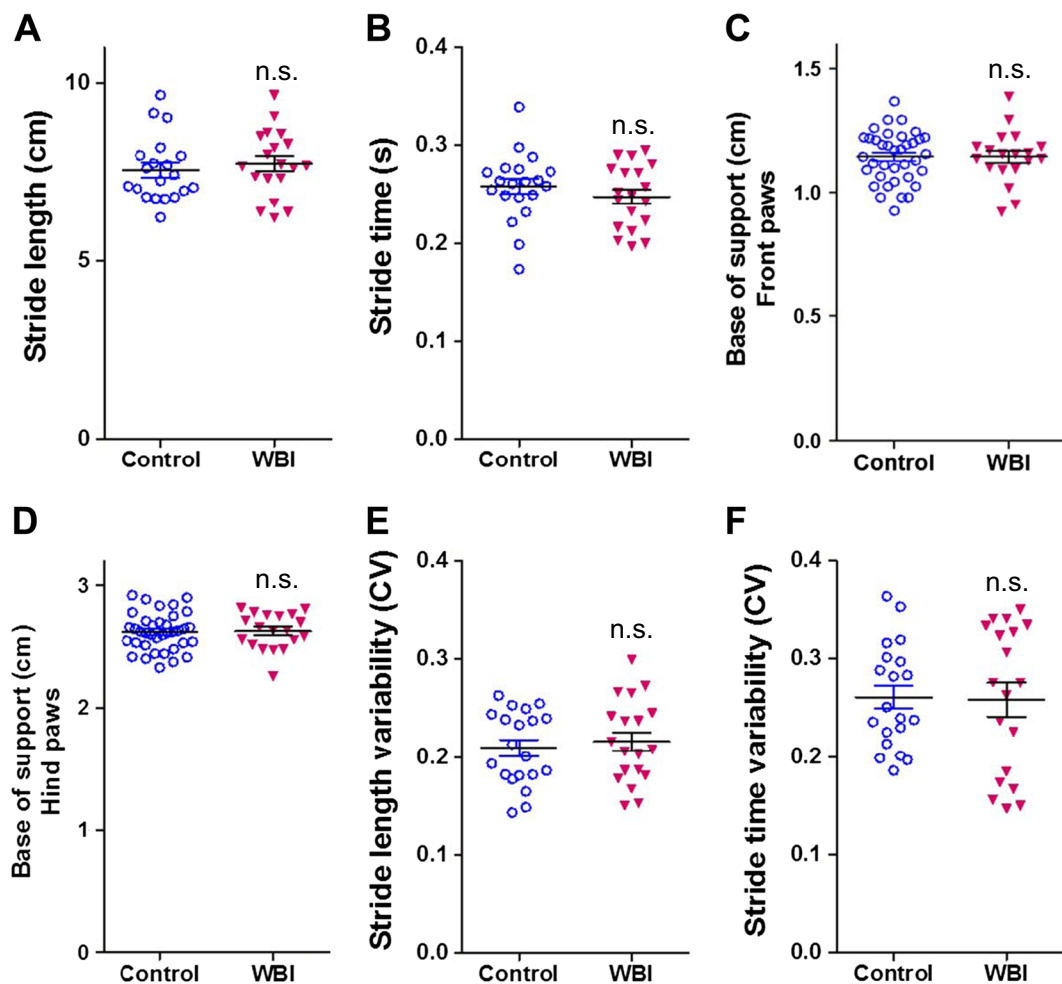 A
Stride length (cm)
10
5
0
n.s.
Control
WBI
B
Stride time (s)
0.4
0.3
0.2
0.1
0.0
n.s.
Control
WBI
C
Base of support (cm)
Front paws
1.5
1.0
0.5
0.0
n.s.
Control
WBI
D
Base of support (cm)
Hind paws
3
2
1
0
n.s.
Control
WBI
E
Stride length variability (CV)
0.4
0.3
0.2
0.1
0.0
n.s.
Control
WBI
F
Stride time variability (CV)
0.4
0.3
0.2
0.1
0.0
n.s.
Control
WBI